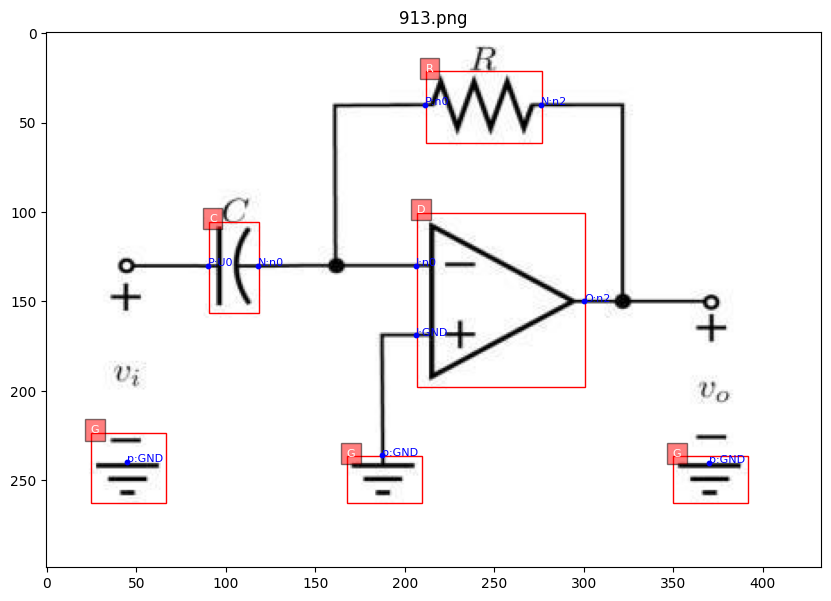 913.png
0
50
100
150
200
250
R
R
P:n0
N:n2
C
C
P:U0
N:n0
D
i:n0
−
O:n2
i:GND
+
+
+
v_i
v_o
G
−
p:GND
G
p:GND
G
−
p:GND
0
50
100
150
200
250
300
350
400